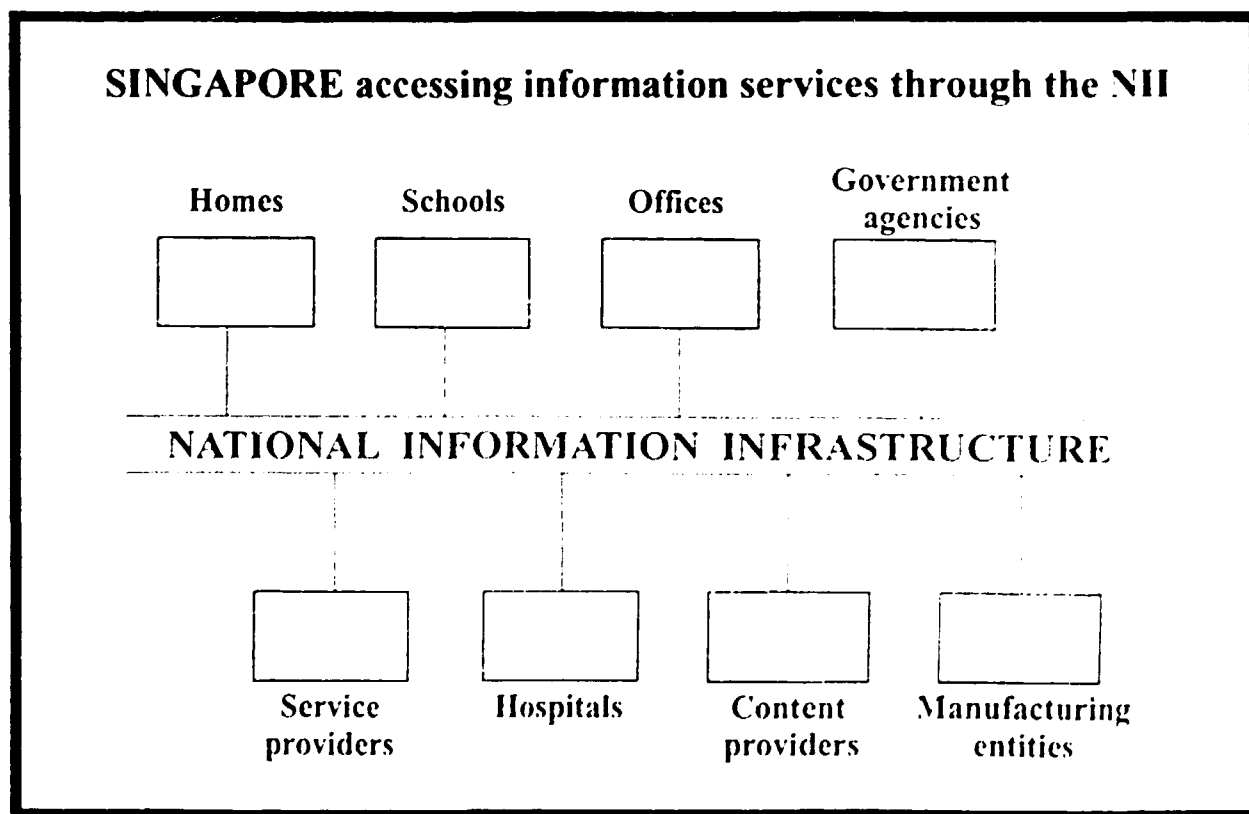 SINGAPORE accessing information services through the NII
Homes
Schools
Offices
Government
agencies
NATIONAL INFORMATION INFRASTRUCTURE
Service
providers
Hospitals
Content
providers
Manufacturing
entities